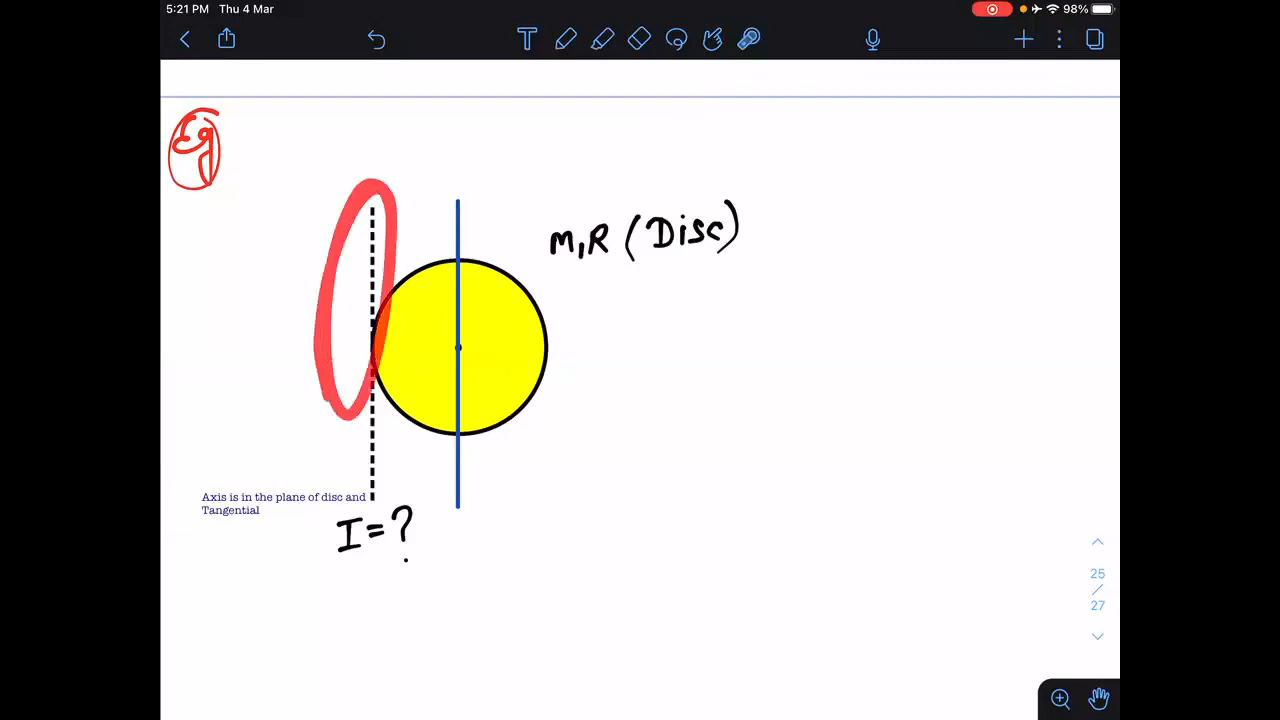 5:21 PM Thu 4 Mar 98%
Eg
M,R (Disc)
Axis is in the plane of disc and
Tangential
I=?
25
/
27